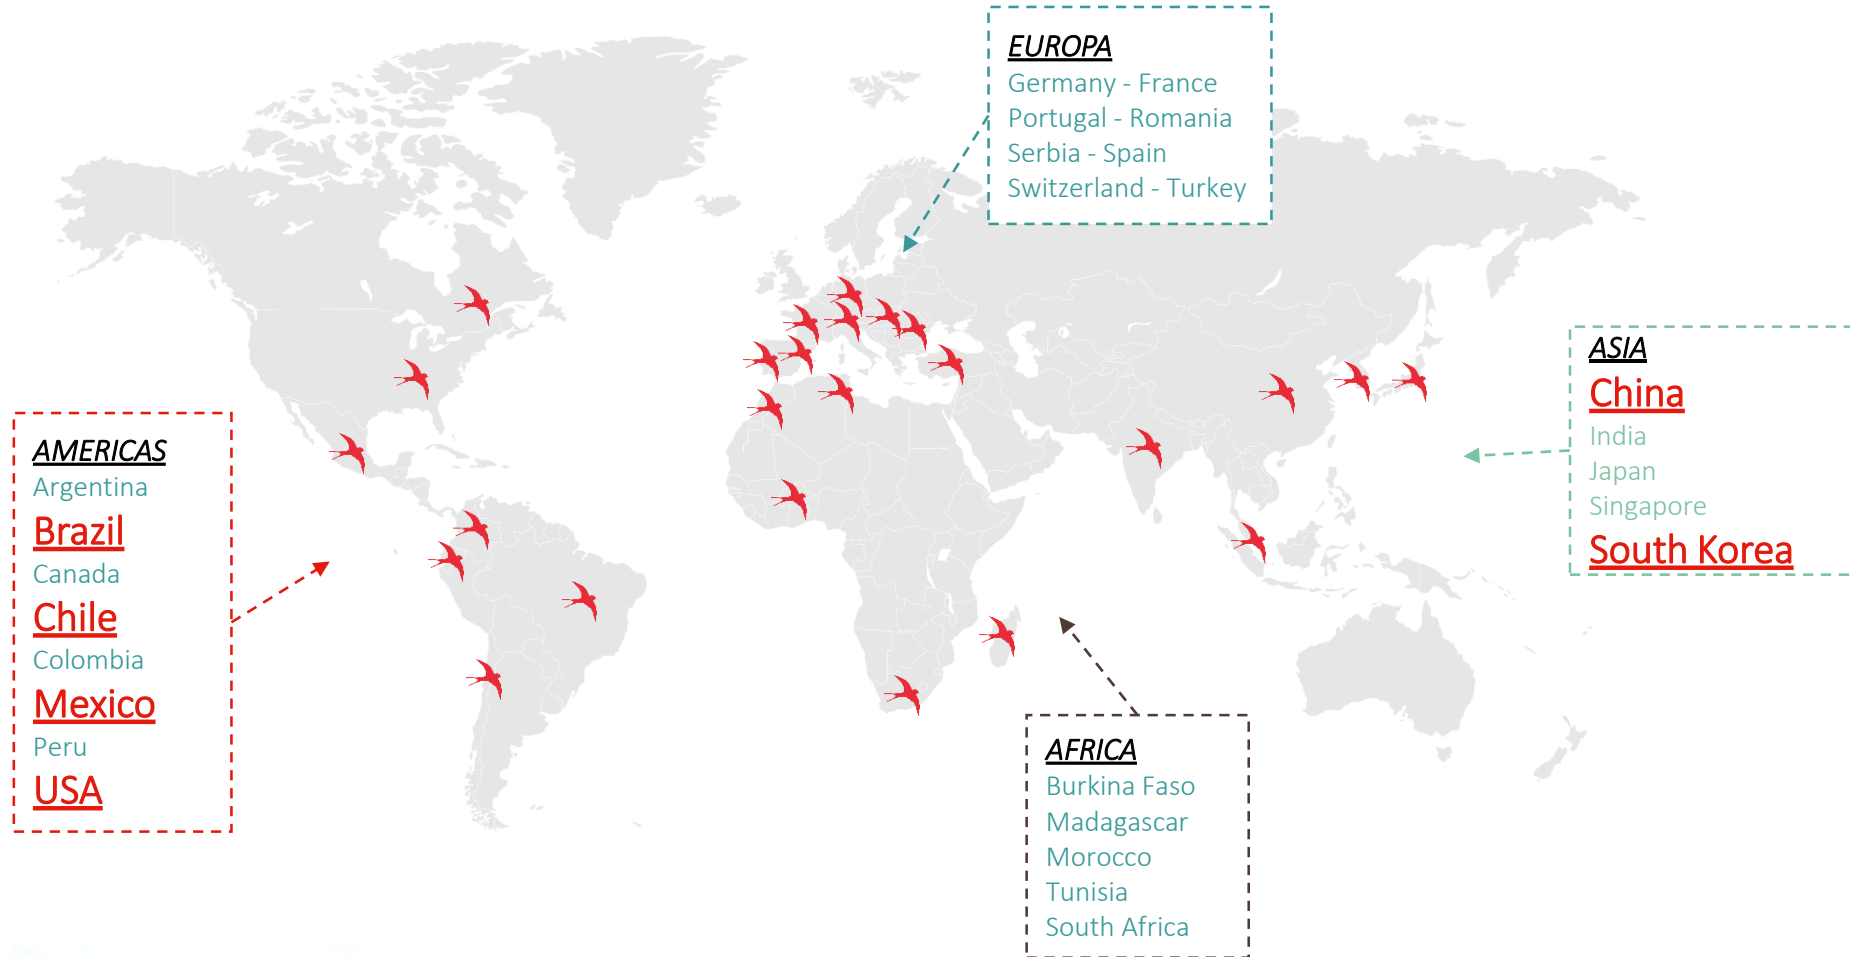 EUROPA
Germany - France
Portugal - Romania
Serbia - Spain
Switzerland - Turkey
ASIA
China
India
Japan
Singapore
South Korea
AMERICAS
Argentina
Brazil
Canada
Chile
Colombia
Mexico
Peru
USA
AFRICA
Burkina Faso
Madagascar
Morocco
Tunisia
South Africa